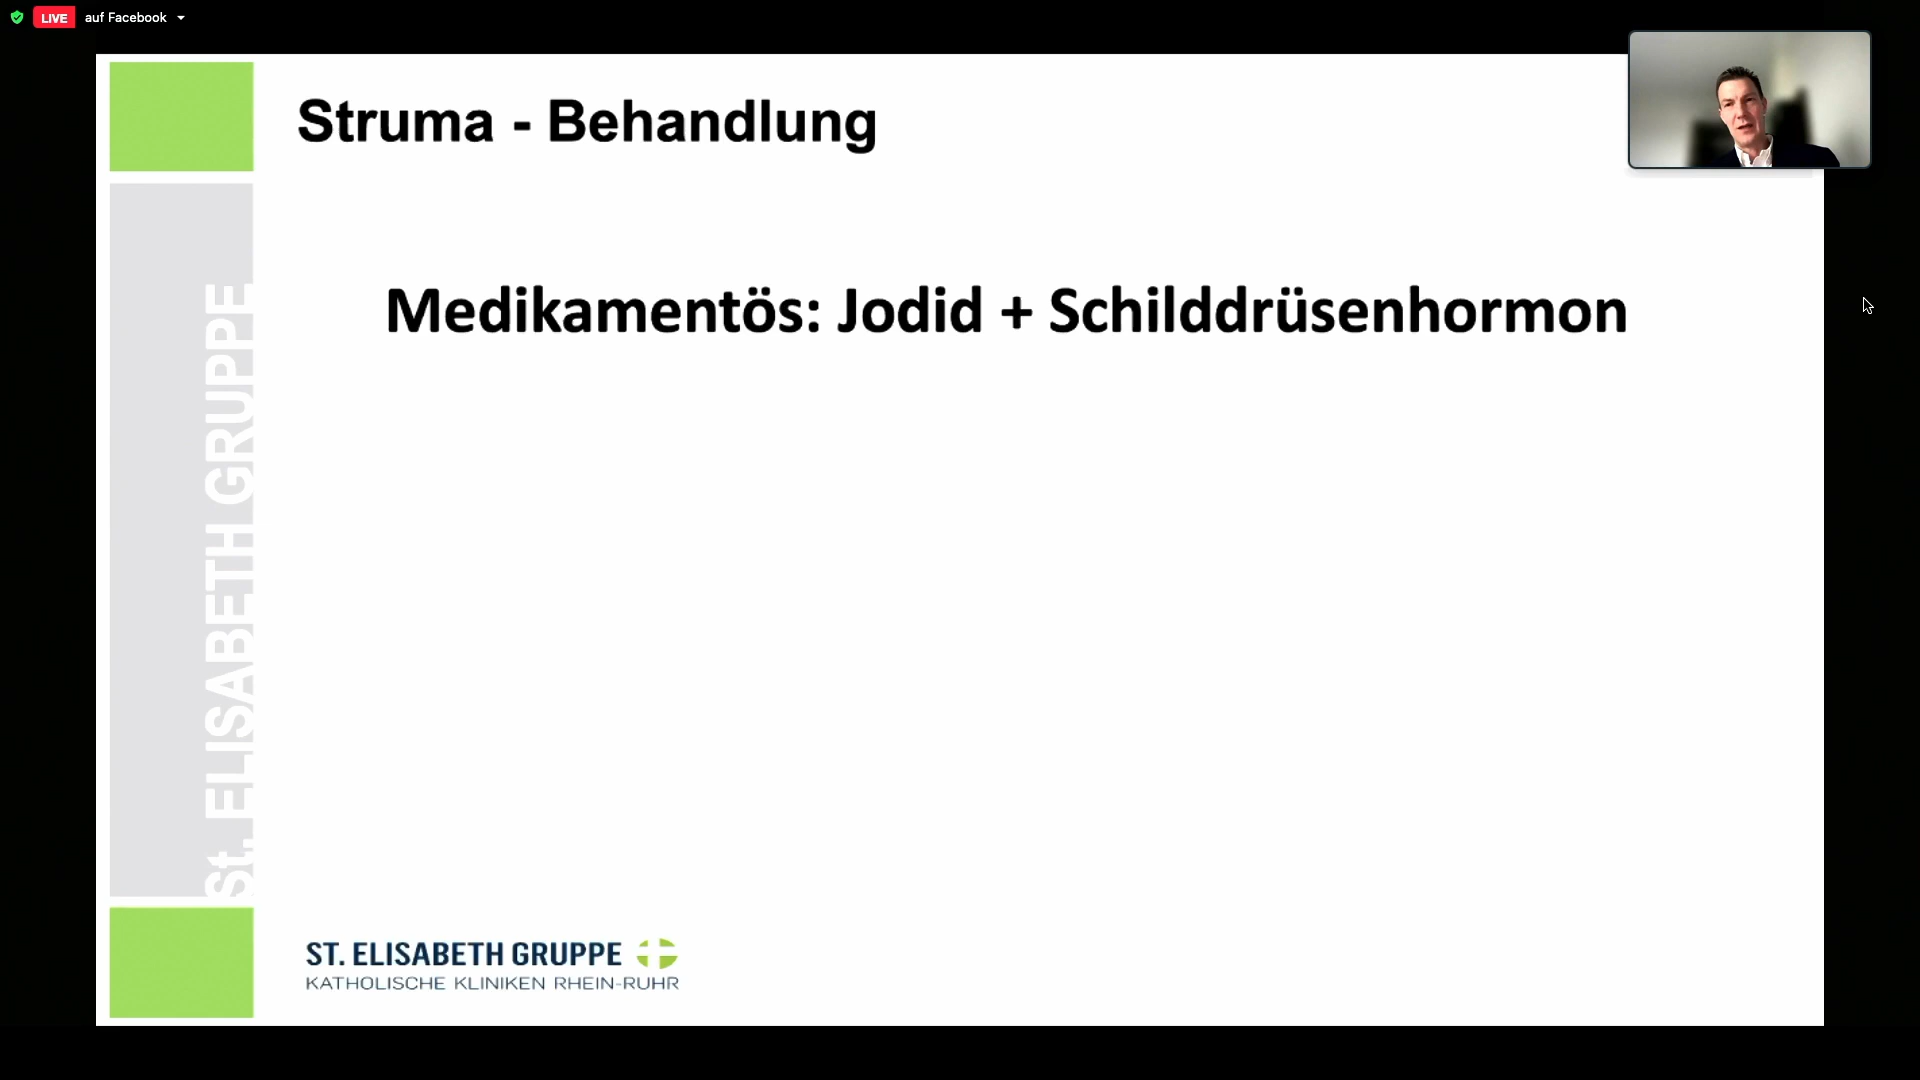 LIVE auf Facebook
Struma - Behandlung
Medikamentös: Jodid + Schilddrüsenhormon
St. ELISABETH GRUPPE
ST. ELISABETH GRUPPE
KATHOLISCHE KLINIKEN RHEIN-RUHR